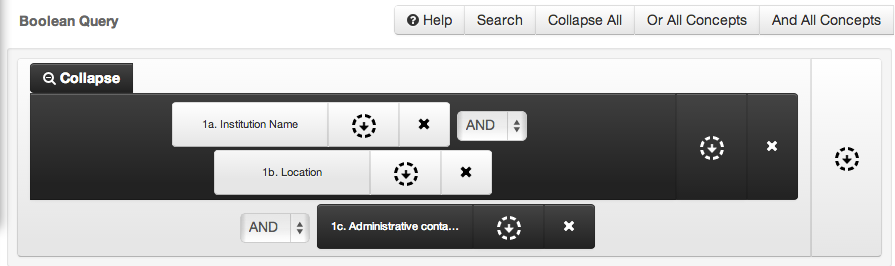 Boolean Query
Help
Search
Collapse All
Or All Concepts
And All Concepts
Collapse
1a. Institution Name
AND
1b. Location
AND
1c. Administrative conta...